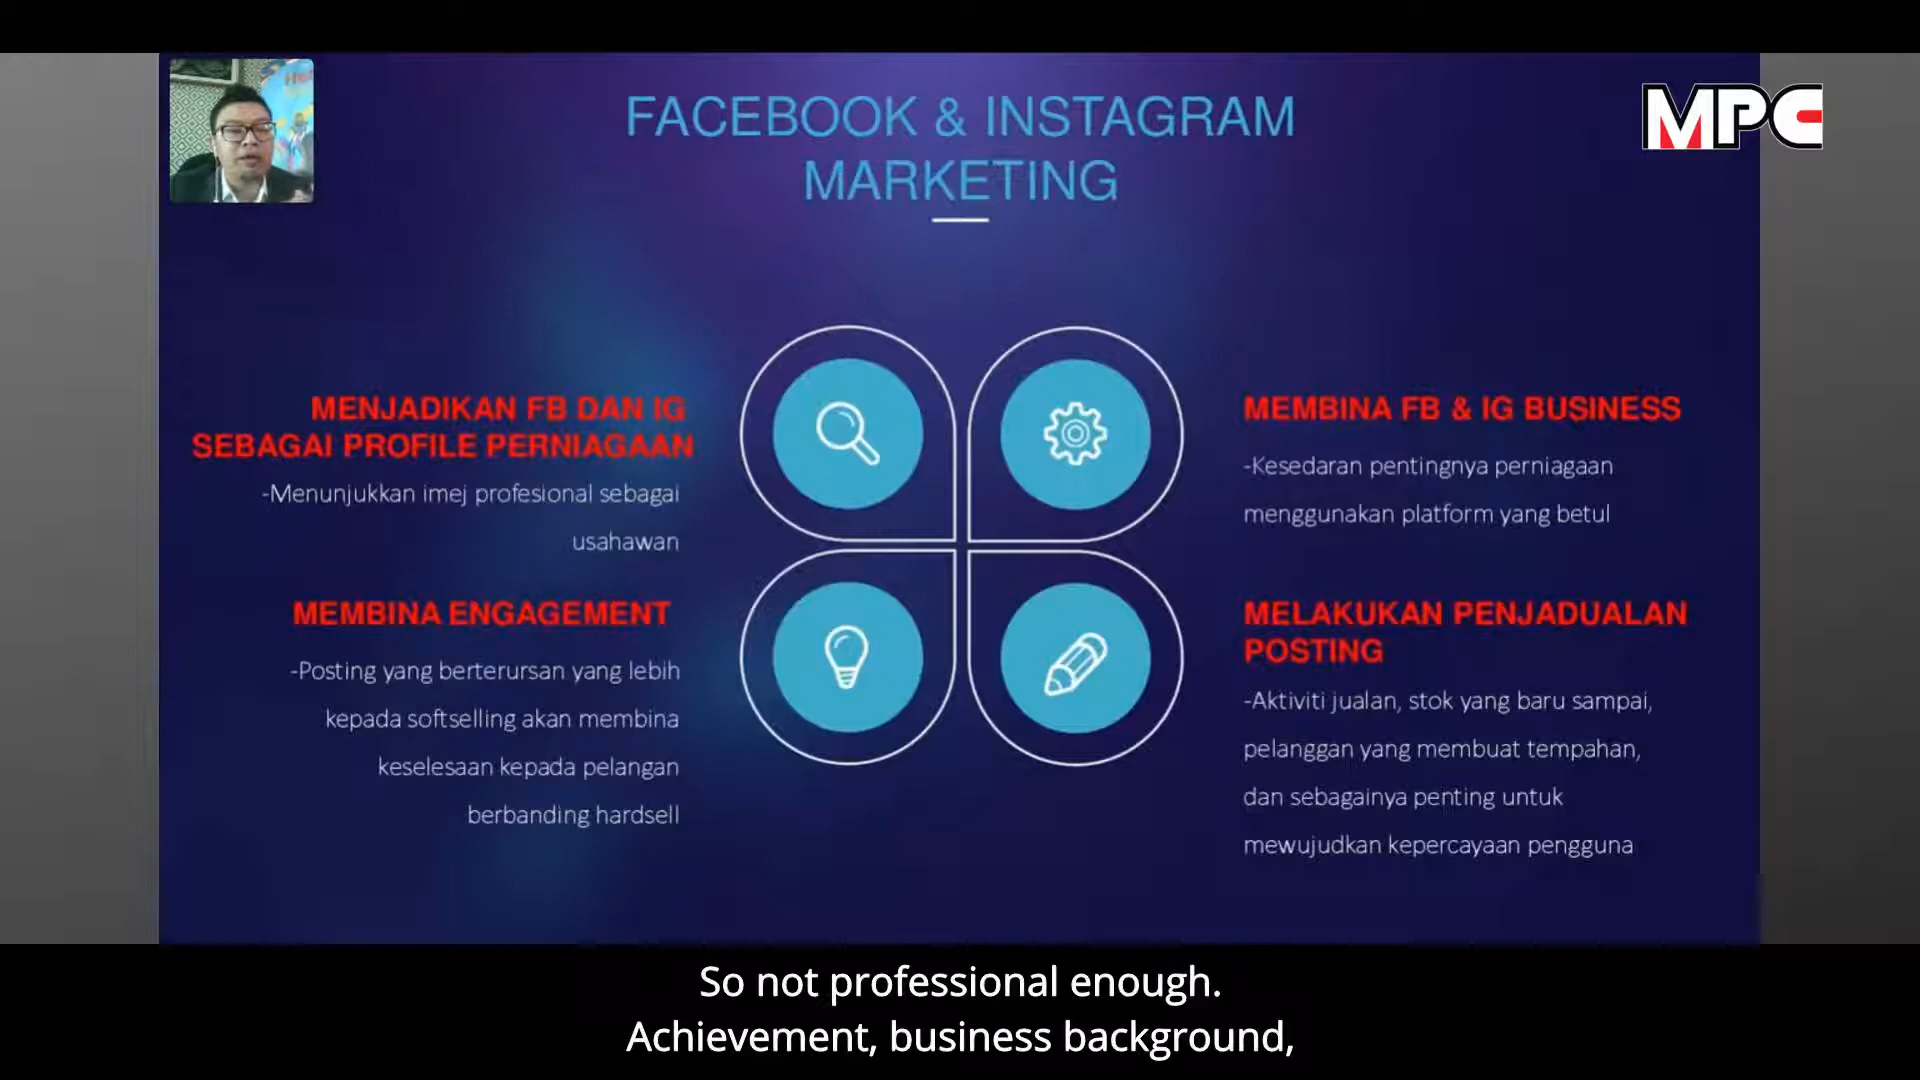 FACEBOOK & INSTAGRAM
MARKETING
MPC
MENJADIKAN FB DAN IG
SEBAGAI PROFILE PERNIAGAAN
-Menunjukkan imej profesional sebagai
usahawan
MEMBINA FB & IG BUSINESS
-Kesedaran pentingnya perniagaan
menggunakan platform yang betul
MEMBINA ENGAGEMENT
-Posting yang berterursan yang lebih
kepada softselling akan membina
keselesaan kepada pelangan
berbanding hardsell
MELAKUKAN PENJADUALAN
POSTING
-Aktiviti jualan, stok yang baru sampai,
pelanggan yang membuat tempahan,
dan sebagainya penting untuk
mewujudkan kepercayaan pengguna
So not professional enough.
Achievement, business background,